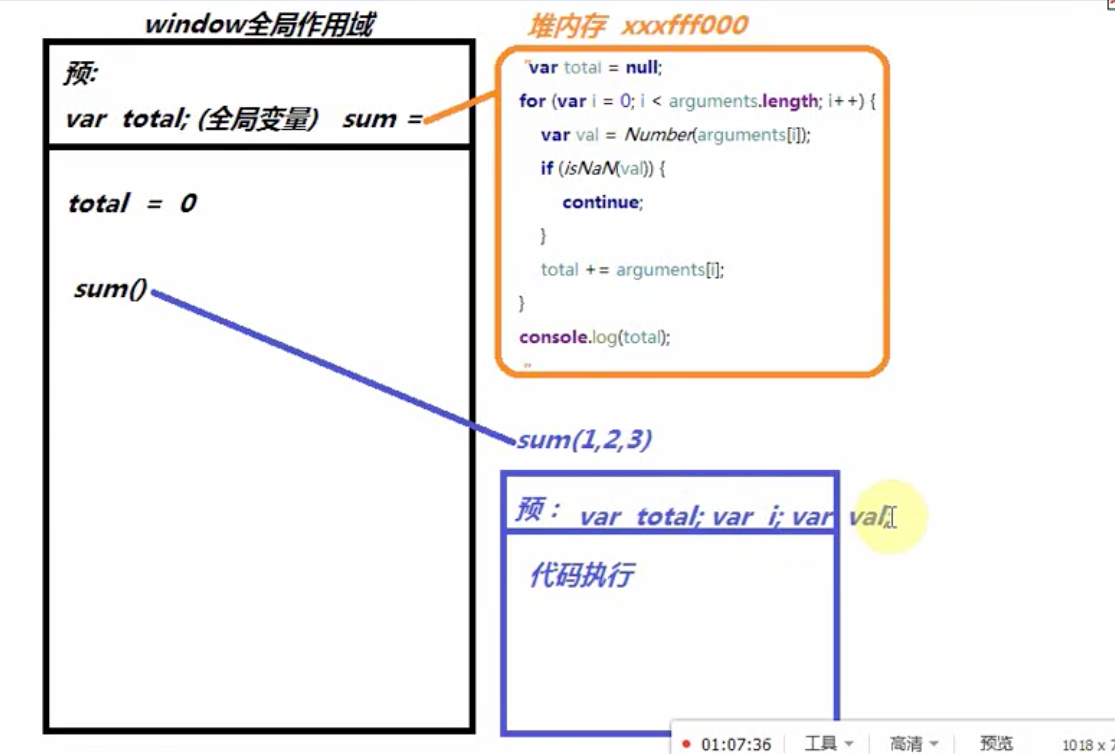 window全局作用域
预:
var total; (全局变量) sum =
total = 0
sum()
堆内存 xxxfff000
"var total = null;
for (var i = 0; i < arguments.length; i++) {
var val = Number(arguments[i]);
if (isNaN(val)) {
continue;
}
total += arguments[i];
}
console.log(total);
"
sum(1,2,3)
预： var total; var i; var val;
代码执行
01:07:36 工具 高清 预览 1018 x